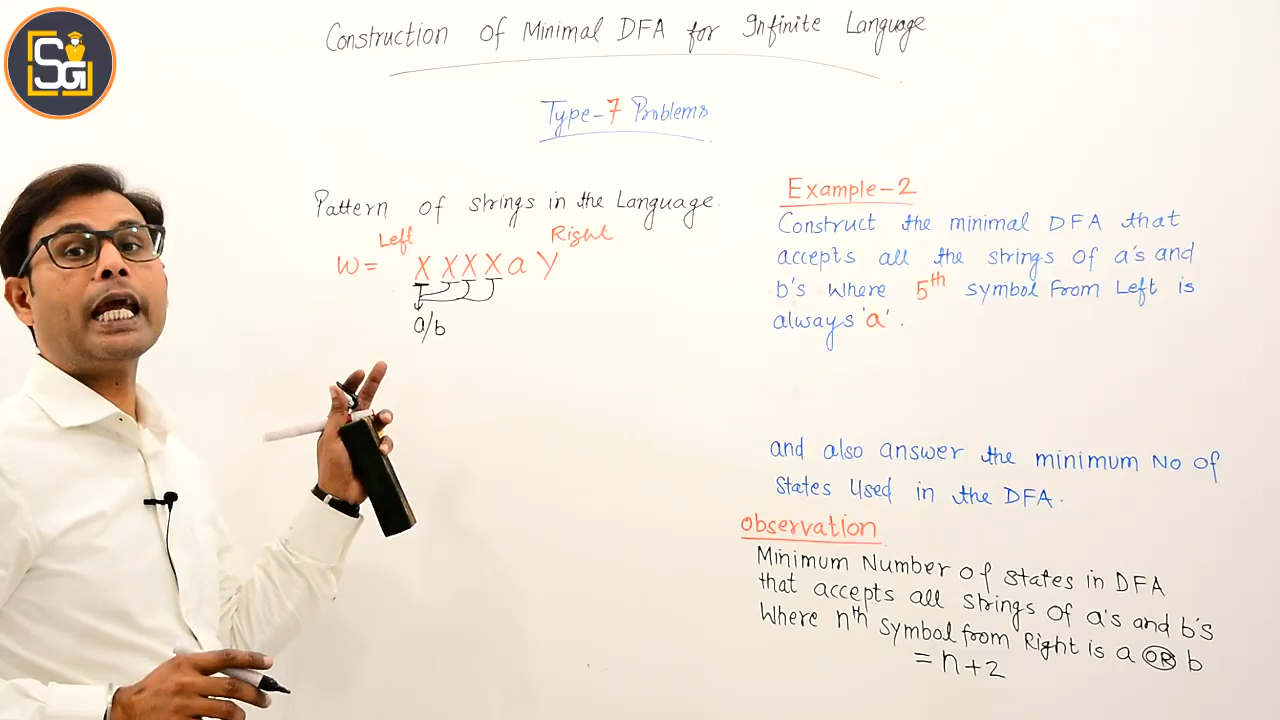 SG
Construction of Minimal DFA for Infinite Language
Type-7 Problems
Pattern of strings in the Language.
Left
Right
W = X X X X a Y
a/b
Example-2
Construct the minimal DFA that
accepts all the strings of a's and
b's where 5th symbol from Left is
always 'a'.
and also answer the minimum No of
states used in the DFA.
Observation
Minimum Number of states in DFA
that accepts all strings of a's and b's
Where nth symbol from Right is a OR b
= n+2